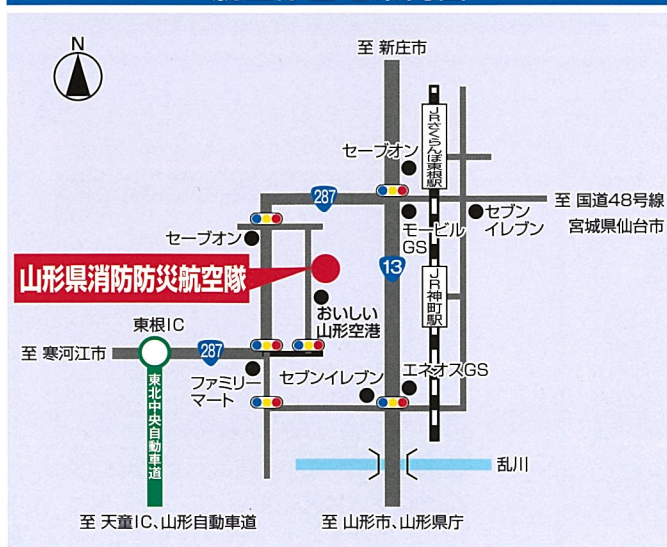 N
至 新庄市
JRさくらんぼ東根駅
セーブオン
287
至 国道48号線
宮城県仙台市
セブン
イレブン
モービル
GS
セーブオン
13
山形県消防防災航空隊
JR神町駅
おいしい
山形空港
東根IC
至 寒河江市
287
ファミリー
マート
セブンイレブン
エネオスGS
東北中央自動車道
乱川
至 天童IC、山形自動車道
至 山形市、山形県庁